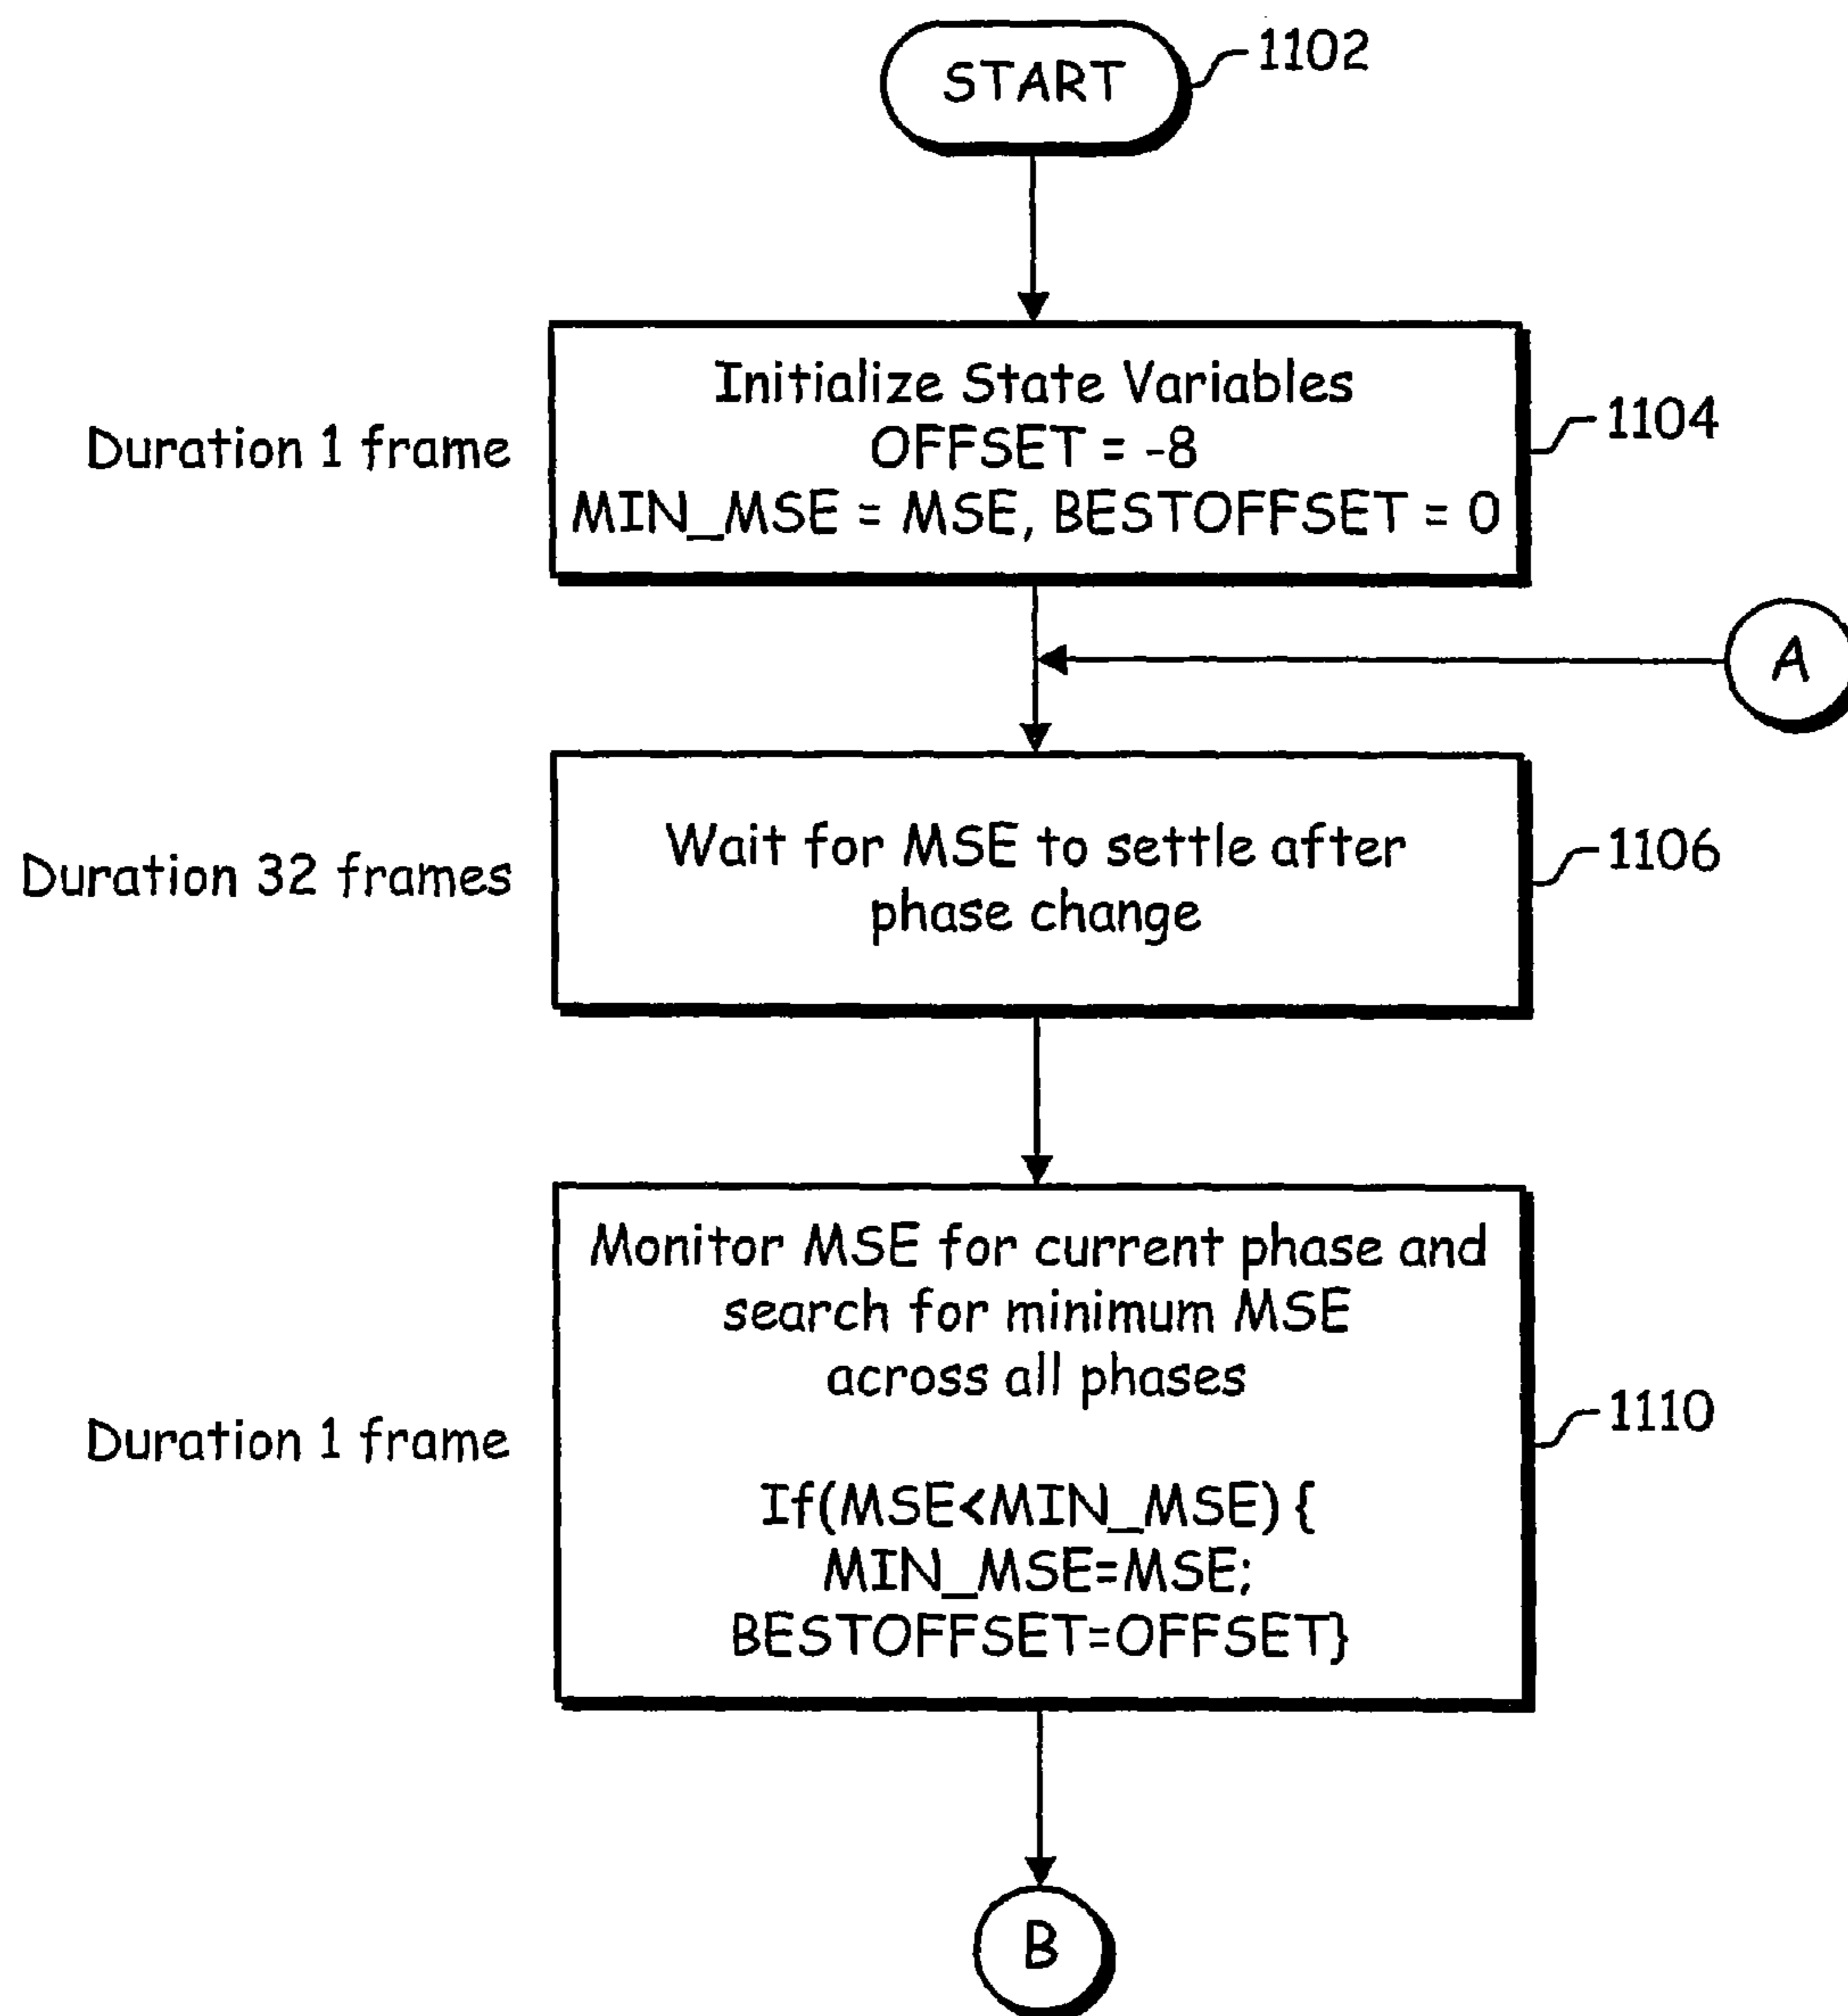 START
1102
Initialize State Variables
OFFSET = -8
MIN_MSE = MSE, BESTOFFSET = 0
Duration 1 frame
1104
A
Wait for MSE to settle after
phase change
Duration 32 frames
1106
Monitor MSE for current phase and
search for minimum MSE
across all phases
If(MSE<MIN_MSE) {
MIN_MSE=MSE;
BESTOFFSET=OFFSET}
Duration 1 frame
1110
B